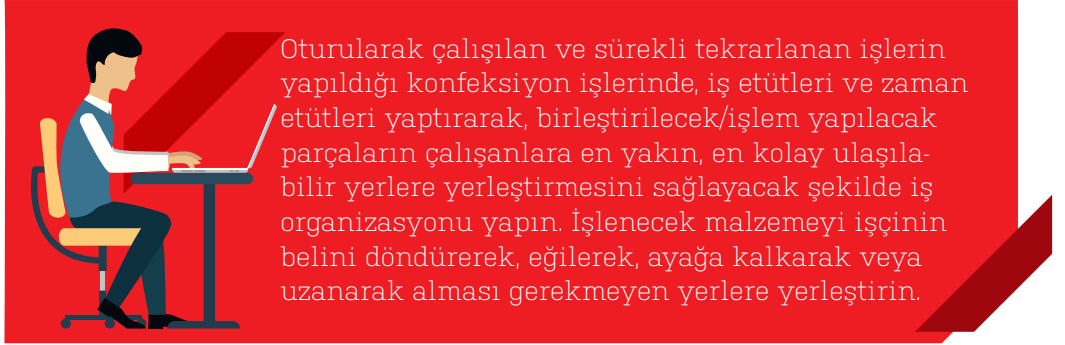 Oturularak çalışılan ve sürekli tekrarlanan işlerin
yapıldığı konfeksiyon işlerinde, iş etütleri ve zaman
etütleri yaptırarak, birleştirilecek/işlem yapılacak
parçaların çalışanlara en yakın, en kolay ulaşıla-
bilir yerlere yerleştirmesini sağlayacak şekilde iş
organizasyonu yapın. İşlenecek malzemeyi işçinin
belini döndürerek, eğilerek, ayağa kalkarak veya
uzanarak alması gerekmeyen yerlere yerleştirin.